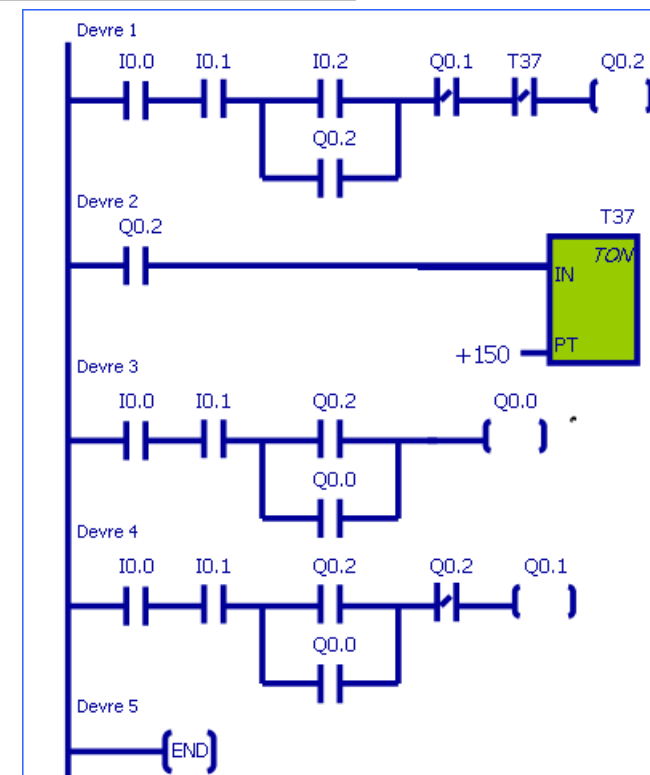 Devre 1
I0.0 I0.1 I0.2 Q0.1 T37 Q0.2
Q0.2
Devre 2
Q0.2
T37
TON
IN
+150 PT
Devre 3
I0.0 I0.1 Q0.2 Q0.0
Q0.0
Devre 4
I0.0 I0.1 Q0.2 Q0.2 Q0.1
Q0.0
Devre 5
END